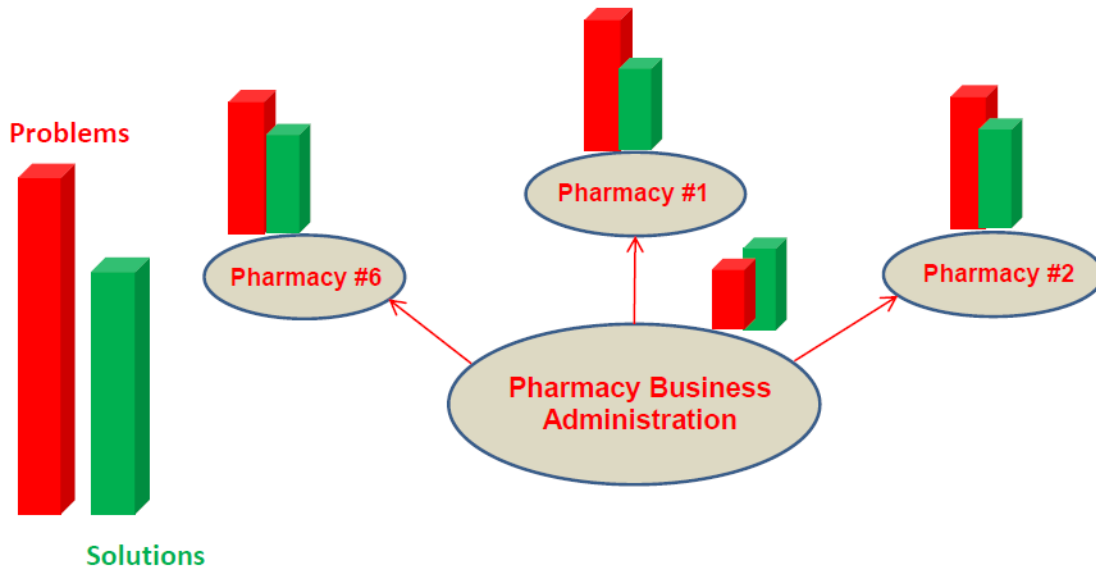 Problems
Solutions
Pharmacy #6
Pharmacy #1
Pharmacy #2
Pharmacy Business
Administration